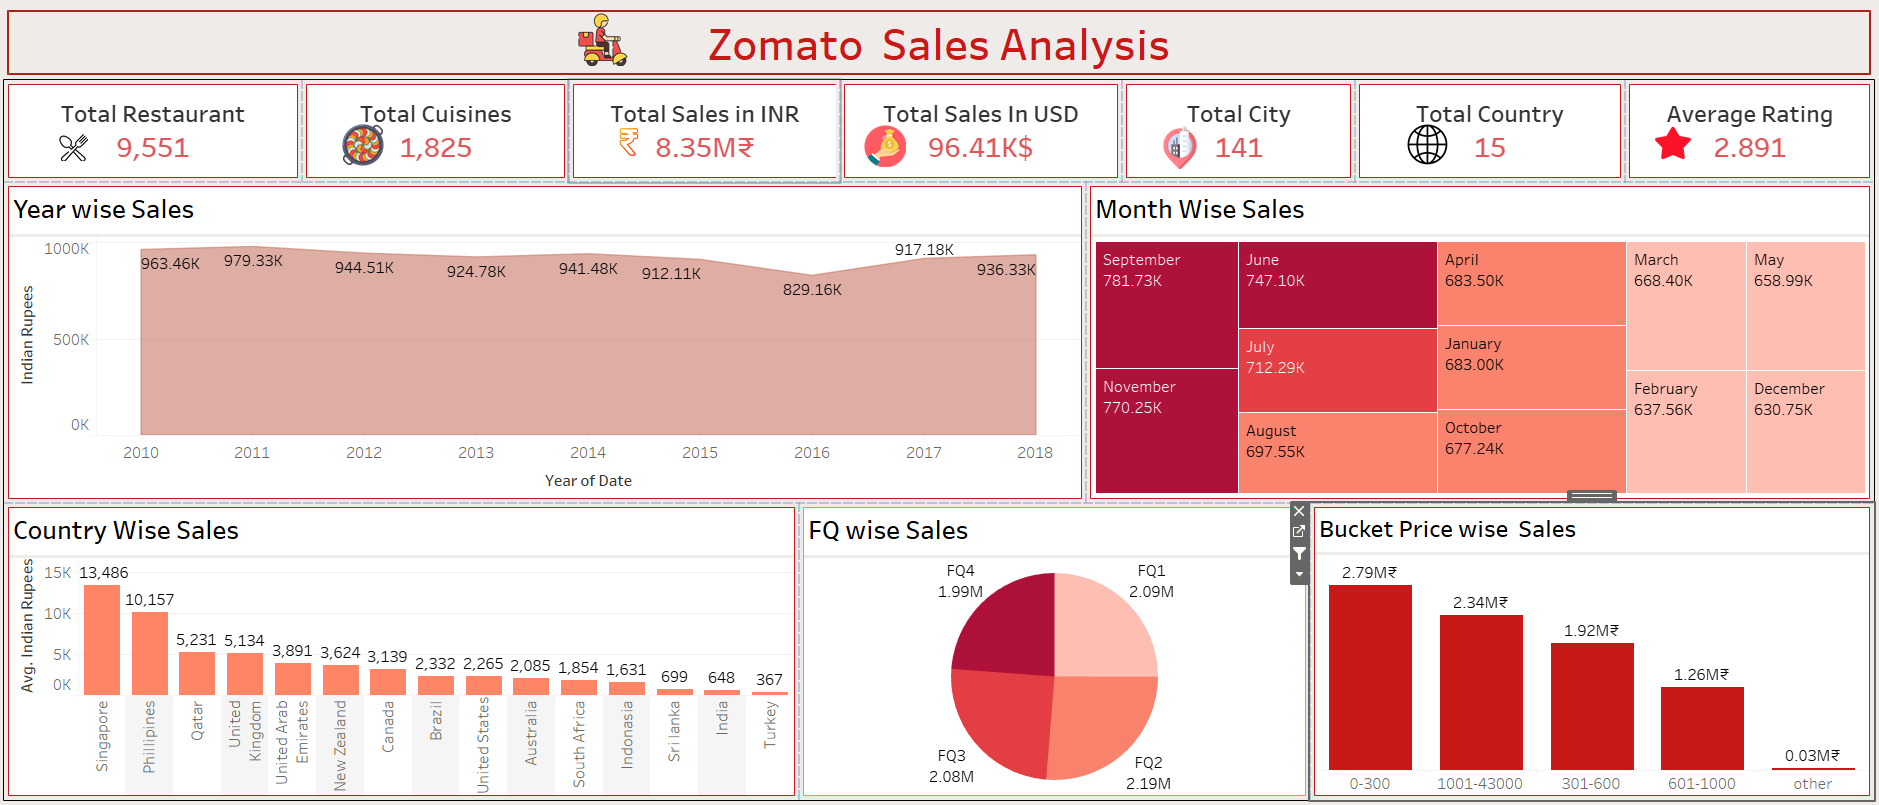 Zomato Sales Analysis
Total Restaurant
9,551
Total Cuisines
1,825
Total Sales in INR
8.35M₹
Total Sales In USD
96.41K$
Total City
141
Total Country
15
Average Rating
2.891
Year wise Sales
Indian Rupees
1000K
500K
0K
963.46K
979.33K
944.51K
924.78K
941.48K
912.11K
829.16K
917.18K
936.33K
2010
2011
2012
2013
2014
2015
2016
2017
2018
Year of Date
Month Wise Sales
September
781.73K
November
770.25K
June
747.10K
July
712.29K
August
697.55K
April
683.50K
January
683.00K
October
677.24K
March
668.40K
May
658.99K
February
637.56K
December
630.75K
Country Wise Sales
Avg. Indian Rupees
15K
10K
5K
0K
13,486
10,157
5,231
5,134
3,891
3,624
3,139
2,332
2,265
2,085
1,854
1,631
699
648
367
Singapore
Phillipines
Qatar
United
Kingdom
United Arab
Emirates
New Zealand
Canada
Brazil
United States
Australia
South Africa
Indonasia
Sri lanka
India
Turkey
FQ wise Sales
FQ4
1.99M
FQ1
2.09M
FQ3
2.08M
FQ2
2.19M
Bucket Price wise Sales
2.79M₹
2.34M₹
1.92M₹
1.26M₹
0.03M₹
0-300
1001-43000
301-600
601-1000
other